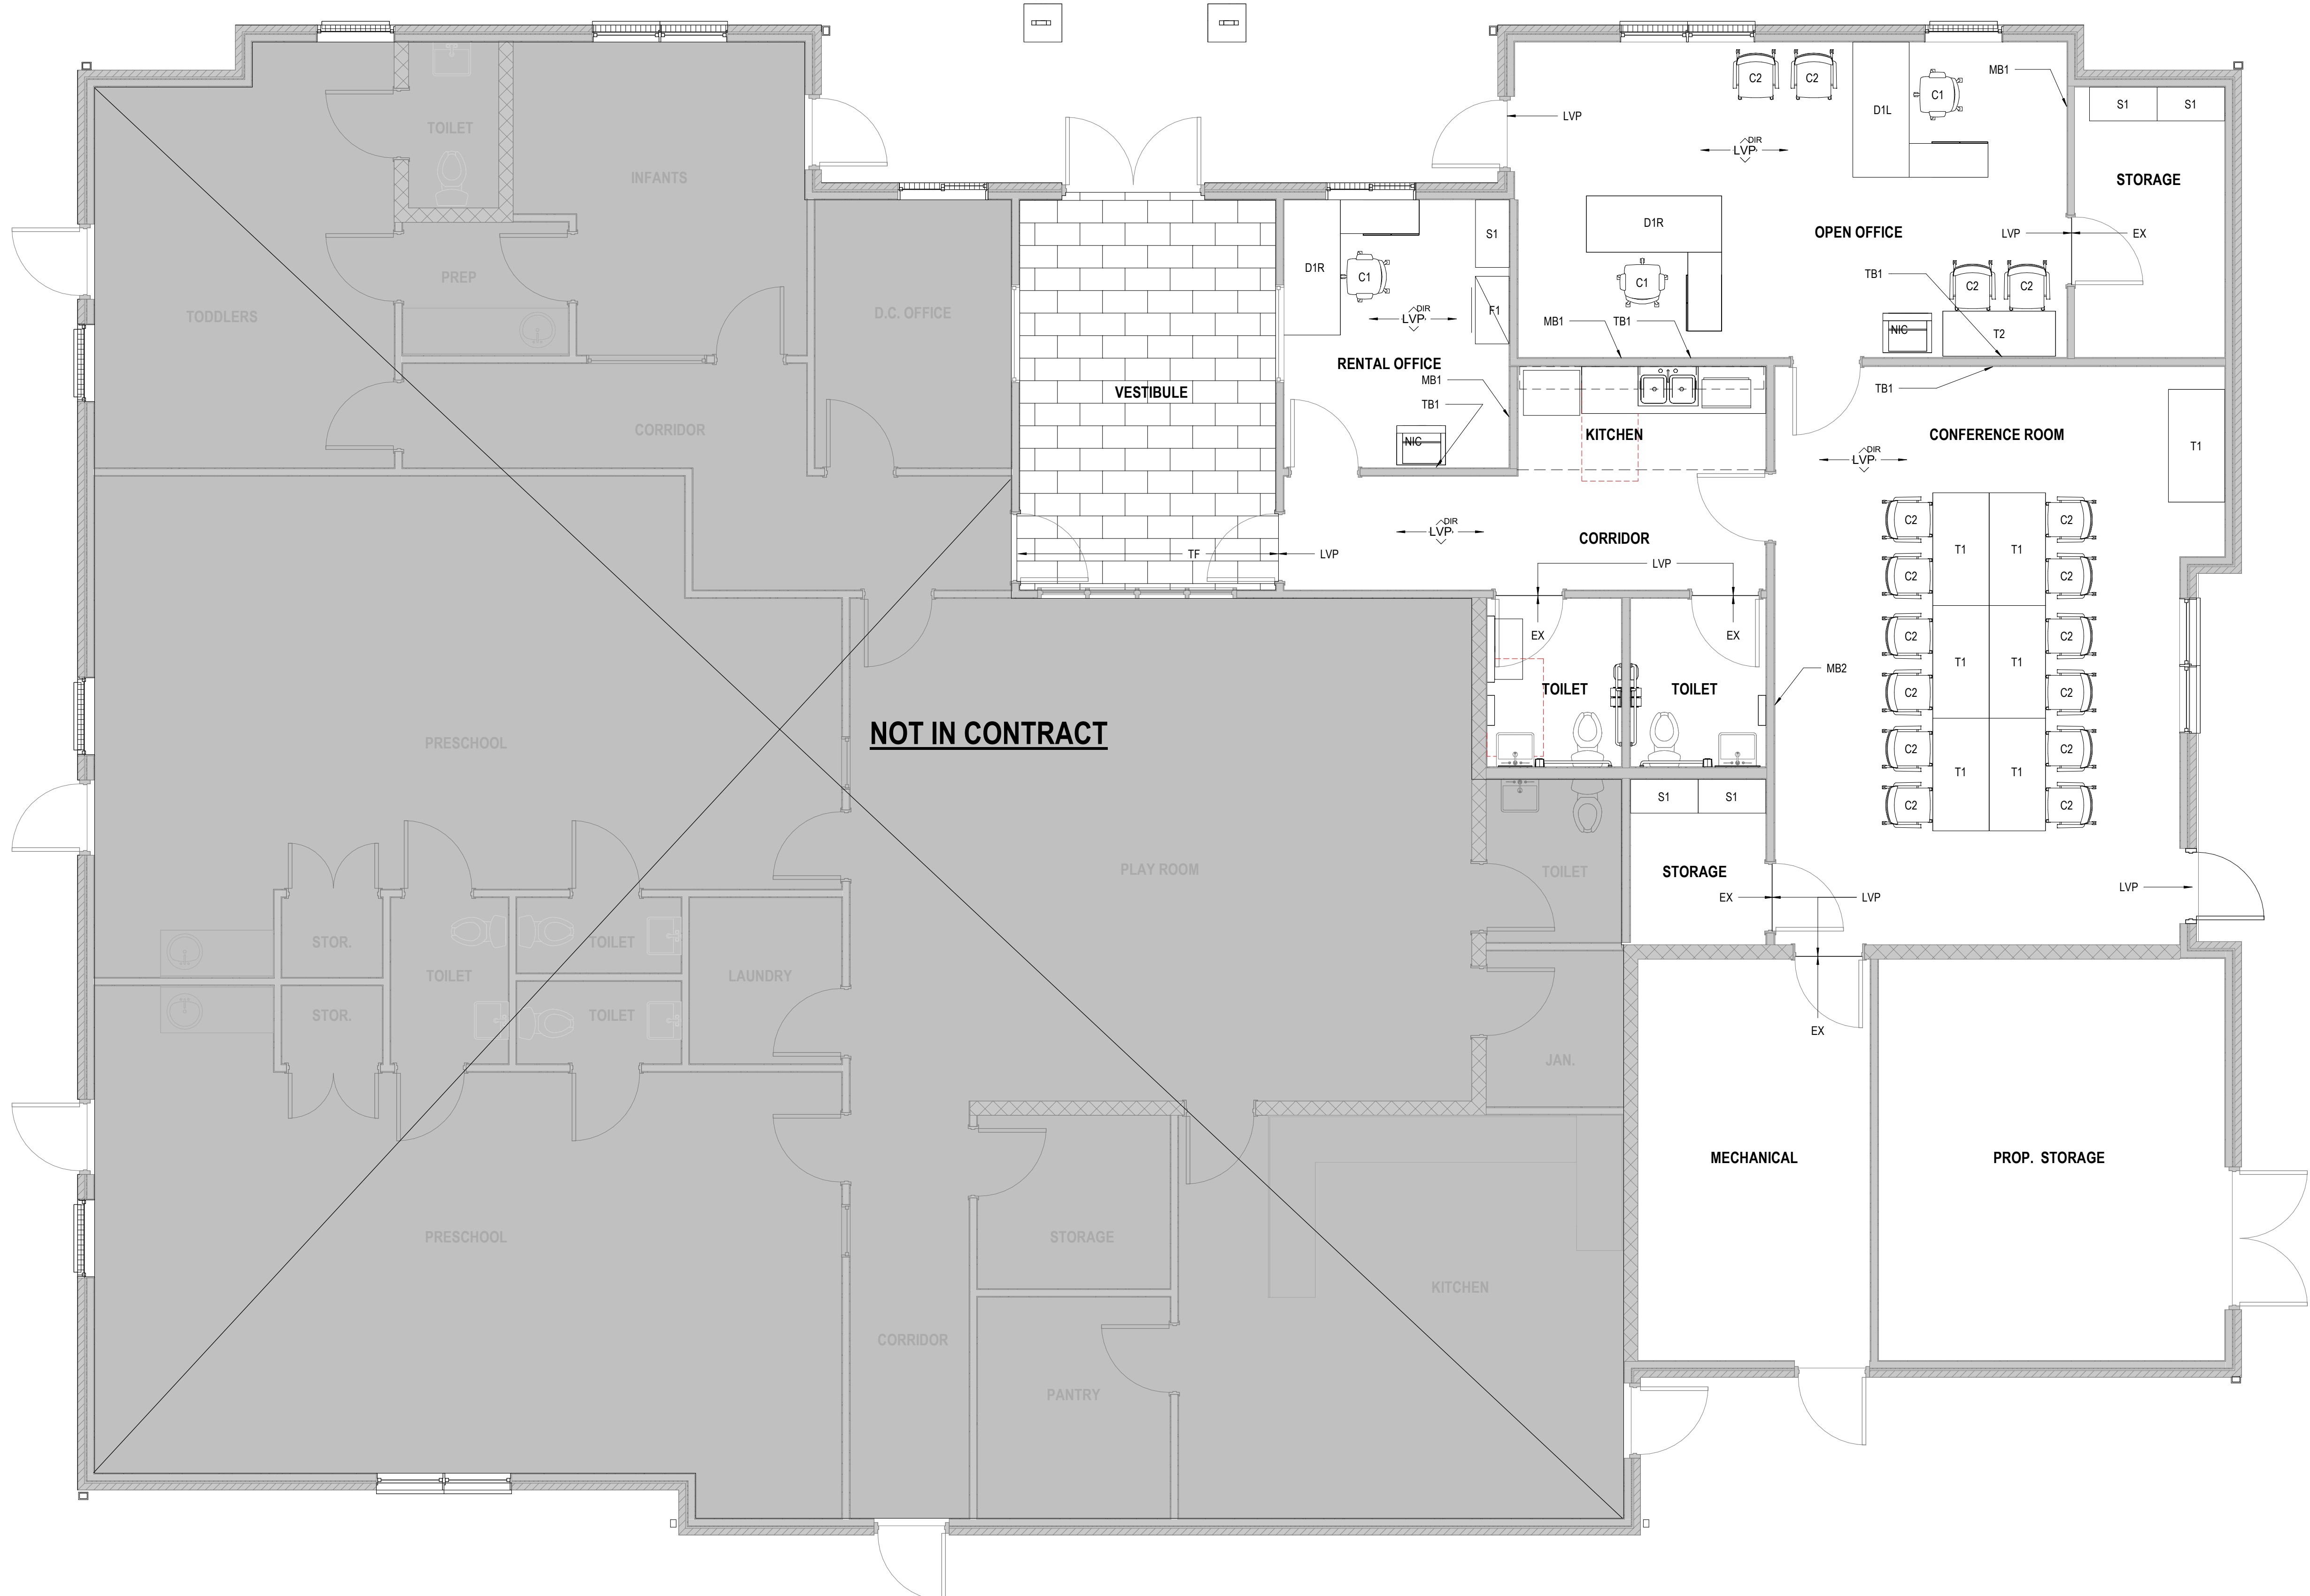 C2
C2
C1
D1L
MB1
S1
S1
LVP
DIR
LVP
TOILET
INFANTS
STORAGE
D1R
OPEN OFFICE
LVP
EX
C1
TB1
C2
C2
S1
D1R
C1
PREP
TODDLERS
D.C. OFFICE
DIR
LVP
F1
MB1
TB1
NIC
T2
RENTAL OFFICE
MB1
TB1
TB1
VESTIBULE
CORRIDOR
NIC
KITCHEN
CONFERENCE ROOM
T1
DIR
LVP
DIR
LVP
CORRIDOR
TF
LVP
LVP
C2
T1
T1
C2
C2
C2
EX
EX
C2
C2
MB2
T1
T1
TOILET
TOILET
C2
C2
NOT IN CONTRACT
PRESCHOOL
C2
C2
T1
T1
S1
S1
C2
C2
PLAY ROOM
TOILET
STORAGE
EX
LVP
LVP
STOR.
TOILET
TOILET
LAUNDRY
STOR.
TOILET
EX
JAN.
MECHANICAL
PROP. STORAGE
PRESCHOOL
STORAGE
KITCHEN
CORRIDOR
PANTRY